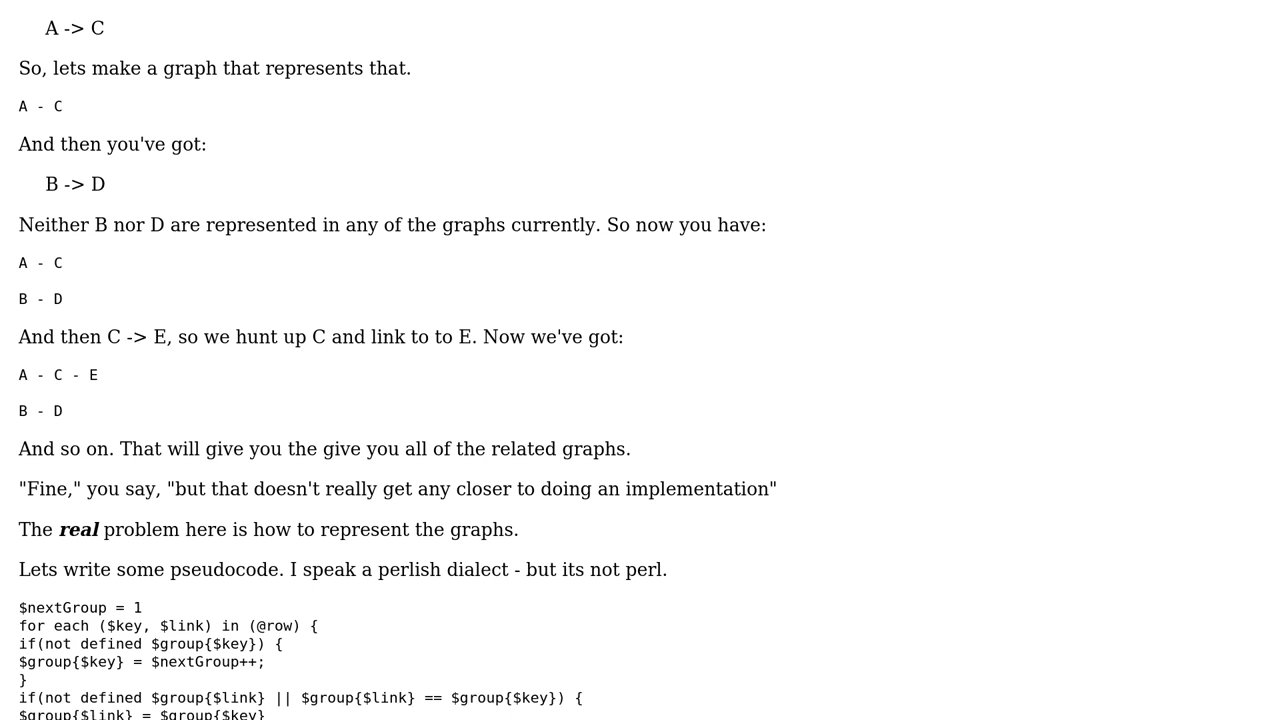 A -> C
So, lets make a graph that represents that.
A - C
And then you've got:
B -> D
Neither B nor D are represented in any of the graphs currently. So now you have:
A - C
B - D
And then C -> E, so we hunt up C and link to to E. Now we've got:
A - C - E
B - D
And so on. That will give you the give you all of the related graphs.
"Fine," you say, "but that doesn't really get any closer to doing an implementation"
The real problem here is how to represent the graphs.
Lets write some pseudocode. I speak a perlish dialect - but its not perl.
$nextGroup = 1
for each ($key, $link) in (@row) {
if(not defined $group{$key}) {
$group{$key} = $nextGroup++;
}
if(not defined $group{$link} || $group{$link} == $group{$key}) {
$group{$link} = $group{$key}